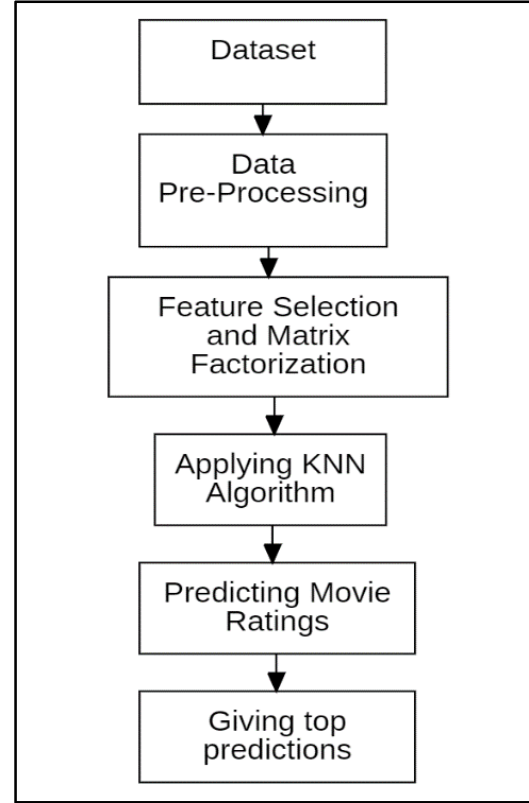 Dataset
Data
Pre-Processing
Feature Selection
and Matrix
Factorization
Applying KNN
Algorithm
Predicting Movie
Ratings
Giving top
predictions